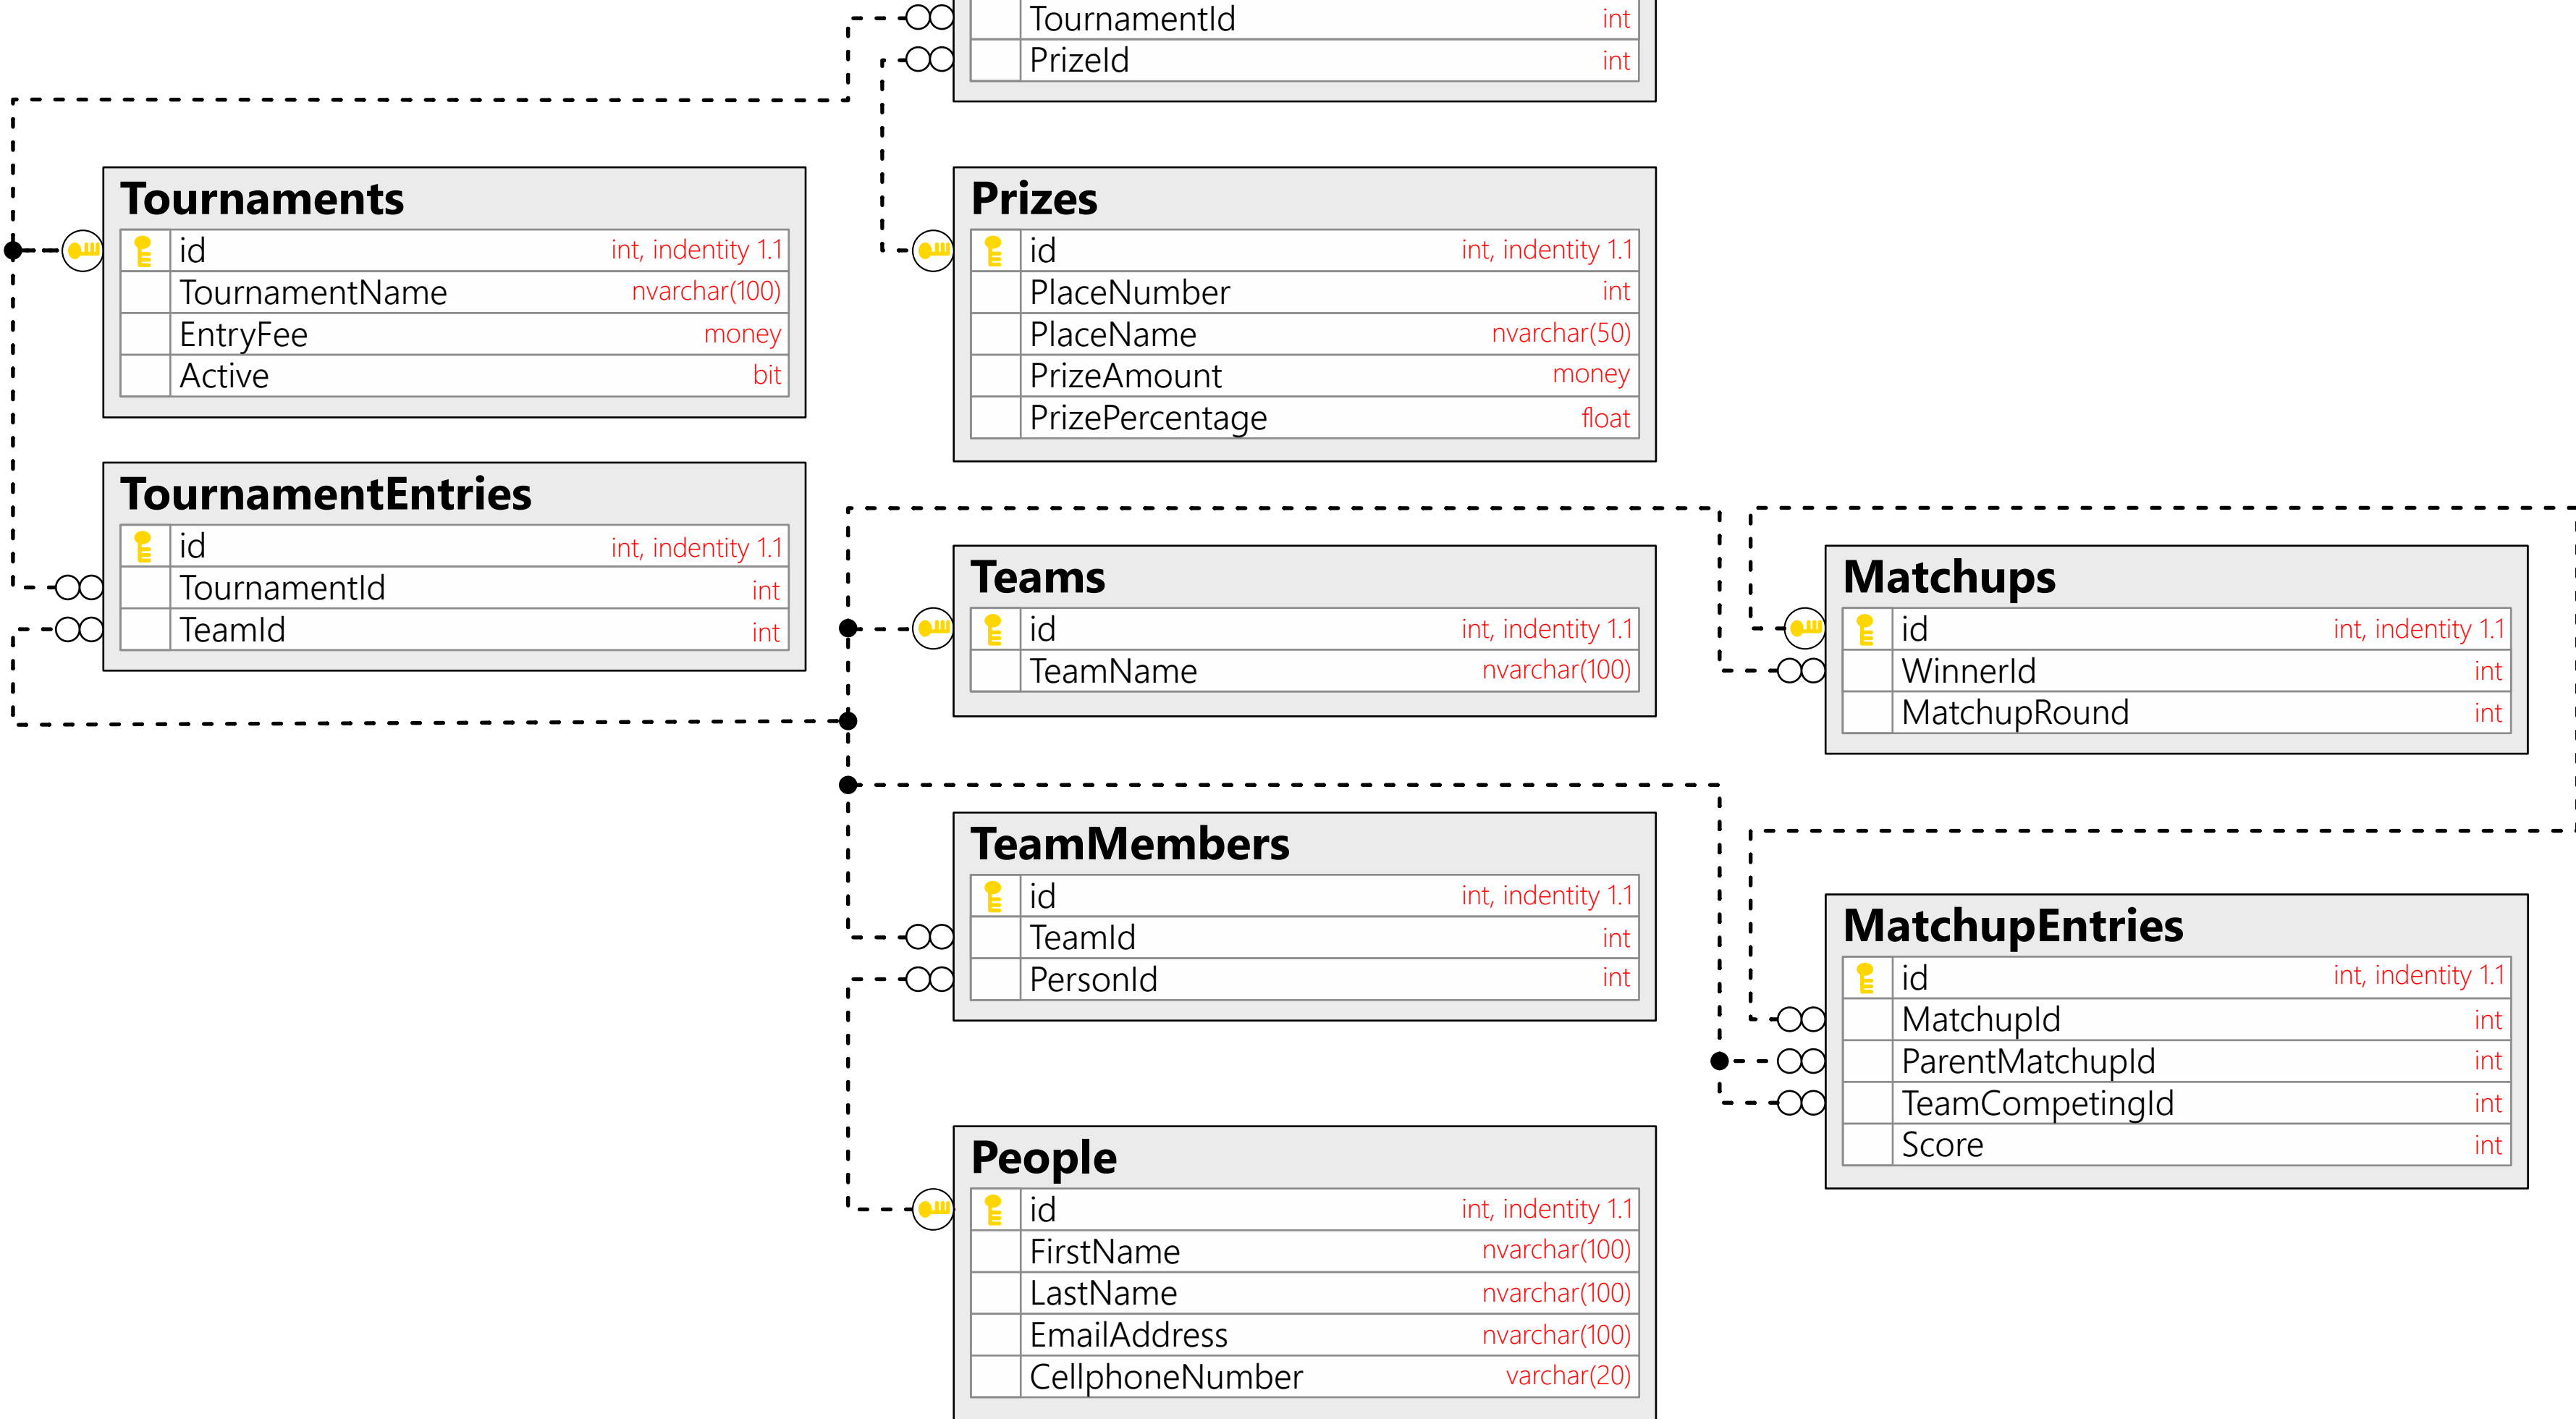 TournamentId int
PrizeId int
Tournaments
id int, indentity 1.1
TournamentName nvarchar(100)
EntryFee money
Active bit
Prizes
id int, indentity 1.1
PlaceNumber int
PlaceName nvarchar(50)
PrizeAmount money
PrizePercentage float
TournamentEntries
id int, indentity 1.1
TournamentId int
TeamId int
Teams
id int, indentity 1.1
TeamName nvarchar(100)
Matchups
id int, indentity 1.1
WinnerId int
MatchupRound int
TeamMembers
id int, indentity 1.1
TeamId int
PersonId int
MatchupEntries
id int, indentity 1.1
MatchupId int
ParentMatchupId int
TeamCompetingId int
Score int
People
id int, indentity 1.1
FirstName nvarchar(100)
LastName nvarchar(100)
EmailAddress nvarchar(100)
CellphoneNumber varchar(20)